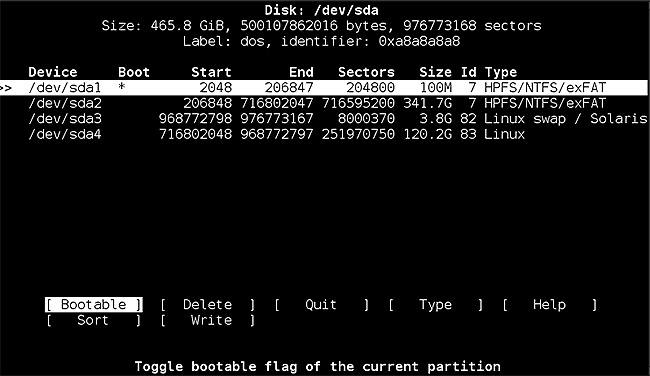 Disk: /dev/sda
Size: 465.8 GiB, 500107862016 bytes, 976773168 sectors
Label: dos, identifier: 0xa8a8a8a8
Device Boot Start End Sectors Size Id Type
>> /dev/sda1 * 2048 206847 204800 100M 7 HPFS/NTFS/exFAT
/dev/sda2 206848 716802047 716595200 341.7G 7 HPFS/NTFS/exFAT
/dev/sda3 968772798 976773167 8000370 3.8G 82 Linux swap / Solaris
/dev/sda4 716802048 968772797 251970750 120.2G 83 Linux
[ Bootable ] [ Delete ] [ Quit ] [ Type ] [ Help ]
[ Sort ] [ Write ]
Toggle bootable flag of the current partition